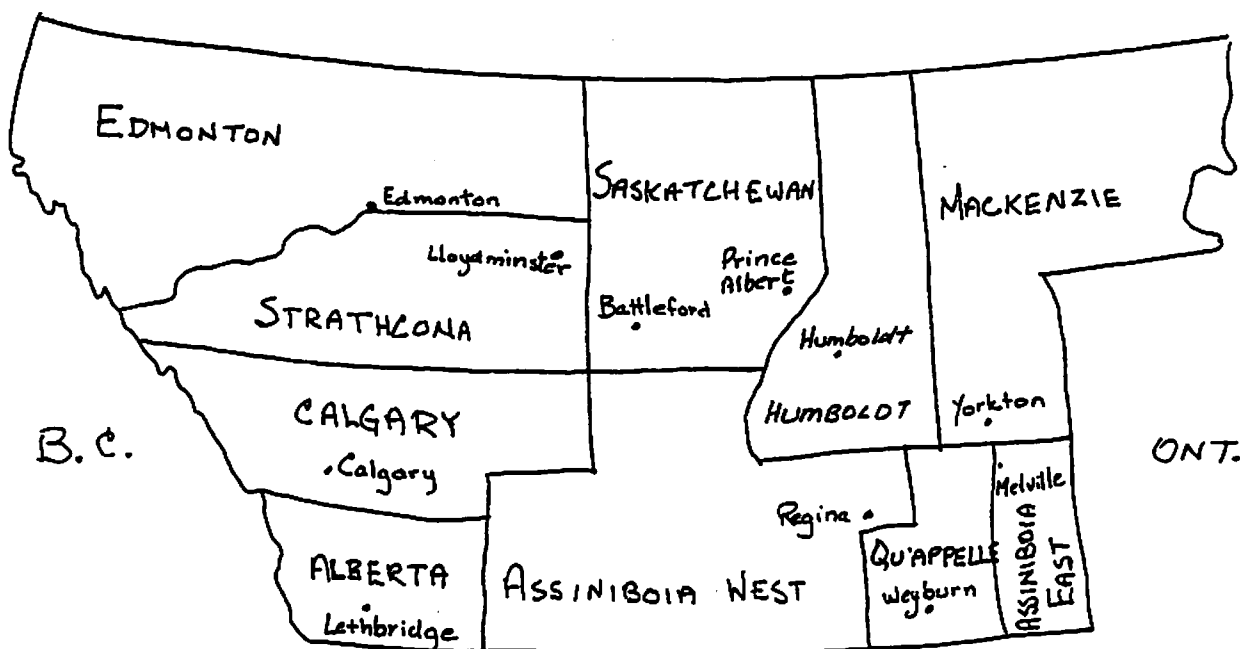 EDMONTON
Edmonton
SASKATCHEWAN
MACKENZIE
Lloydminster
Prince
Albert
Battleford
STRATHCONA
Humboldt
CALGARY
HUMBOLDT
Yorkton
B.C.
Calgary
ONT.
Melville
Regina
ALBERTA
QU'APPELLE
ASSINIBOIA WEST
Weyburn
ASSINIBOIA
EAST
Lethbridge